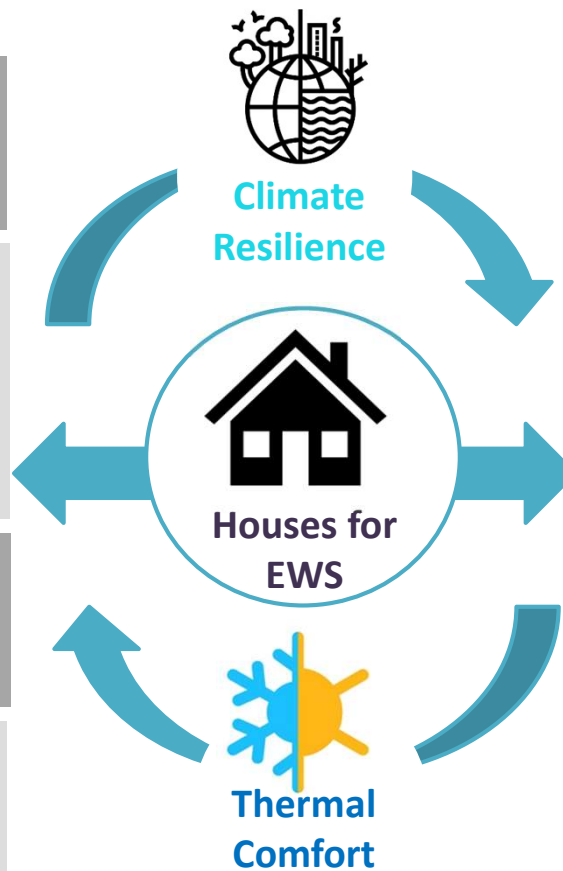 Climate
Resilience
Houses for
EWS
Thermal
Comfort